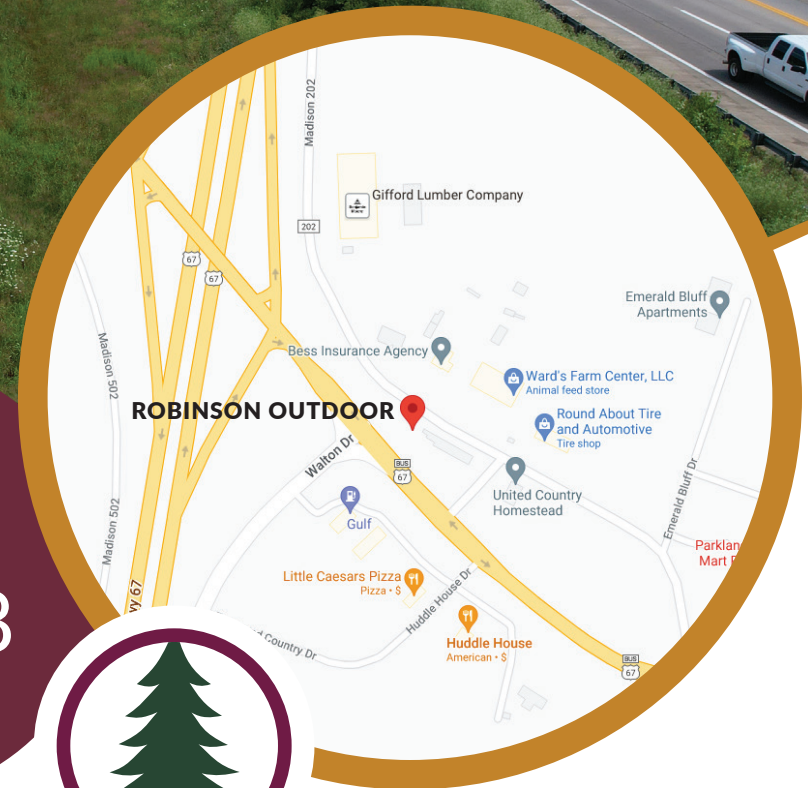 Madison 202
Gifford Lumber Company
202
67
67
Emerald Bluff
Apartments
Madison 502
Bess Insurance Agency
Ward's Farm Center, LLC
Animal feed store
ROBINSON OUTDOOR
Round About Tire
and Automotive
Tire shop
Walton Dr
BUS
67
United Country
Homestead
Emerald Bluff Dr
Gulf
Madison 502
Parklan
Mart
Little Caesars Pizza
Pizza • $
Huddle House Dr
vy 67
3
Country Dr
Huddle House
American • $
BUS
67